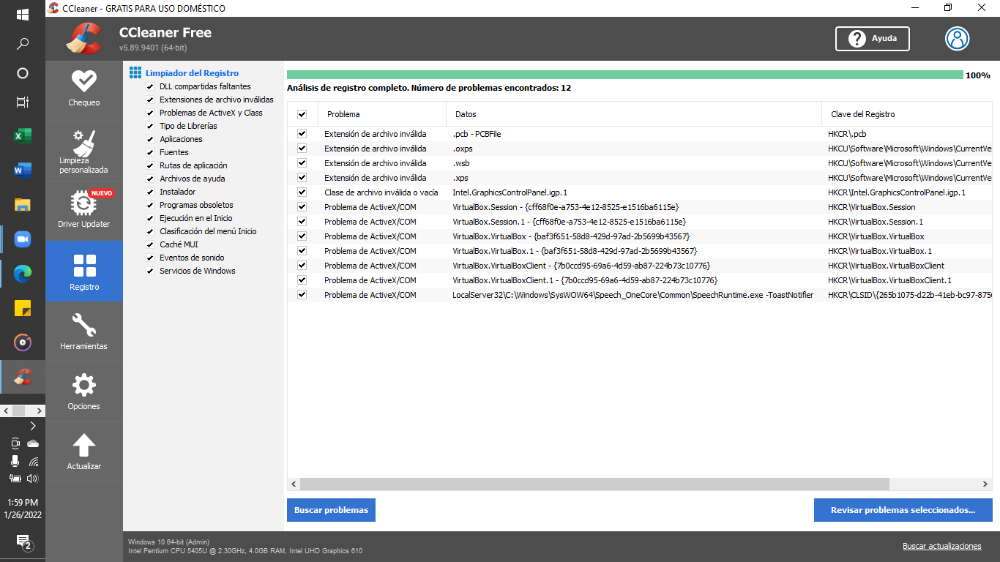 CCleaner - GRATIS PARA USO DOMÉSTICO
CCleaner Free
v5.89.9401 (64-bit)
Ayuda
Chequeo
Limpieza
personalizada
NUEVO
Driver Updater
Registro
Herramientas
Opciones
Actualizar
Limpiador del Registro
DLL compartidas faltantes
Extensiones de archivo inválidas
Problemas de ActiveX y Class
Tipo de Librerías
Aplicaciones
Fuentes
Rutas de aplicación
Archivos de ayuda
Instalador
Programas obsoletos
Ejecución en el Inicio
Clasificación del menú Inicio
Caché MUI
Eventos de sonido
Servicios de Windows
100%
Análisis de registro completo. Número de problemas encontrados: 12
Problema Datos Clave del Registro
Extensión de archivo inválida .pcb - PCBFile HKCR\.pcb
Extensión de archivo inválida .oxps HKCU\Software\Microsoft\Windows\CurrentVe
Extensión de archivo inválida .wsb HKCU\Software\Microsoft\Windows\CurrentVe
Extensión de archivo inválida .xps HKCU\Software\Microsoft\Windows\CurrentVe
Clase de archivo inválida o vacía Intel.GraphicsControlPanel.igp.1 HKCR\Intel.GraphicsControlPanel.igp.1
Problema de ActiveX/COM VirtualBox.Session - {cff68f0e-a753-4e12-8525-e1516ba6115e} HKCR\VirtualBox.Session
Problema de ActiveX/COM VirtualBox.Session.1 - {cff68f0e-a753-4e12-8525-e1516ba6115e} HKCR\VirtualBox.Session.1
Problema de ActiveX/COM VirtualBox.VirtualBox - {baf3f651-58d8-429d-97ad-2b5699b43567} HKCR\VirtualBox.VirtualBox
Problema de ActiveX/COM VirtualBox.VirtualBox.1 - {baf3f651-58d8-429d-97ad-2b5699b43567} HKCR\VirtualBox.VirtualBox.1
Problema de ActiveX/COM VirtualBox.VirtualBoxClient - {7b0ccd95-69a6-4d59-ab87-224b73c10776} HKCR\VirtualBox.VirtualBoxClient
Problema de ActiveX/COM VirtualBox.VirtualBoxClient.1 - {7b0ccd95-69a6-4d59-ab87-224b73c10776} HKCR\VirtualBox.VirtualBoxClient.1
Problema de ActiveX/COM LocalServer32\C:\Windows\SysWOW64\Speech_OneCore\Common\SpeechRuntime.exe -ToastNotifier HKCR\CLSID\{265b1075-d22b-41eb-bc97-875
Buscar problemas
Revisar problemas seleccionados...
Windows 10 64-bit (Admin)
Intel Pentium CPU 5405U @ 2.30GHz, 4.0GB RAM, Intel UHD Graphics 610
Buscar actualizaciones
1:59 PM
1/26/2022
2